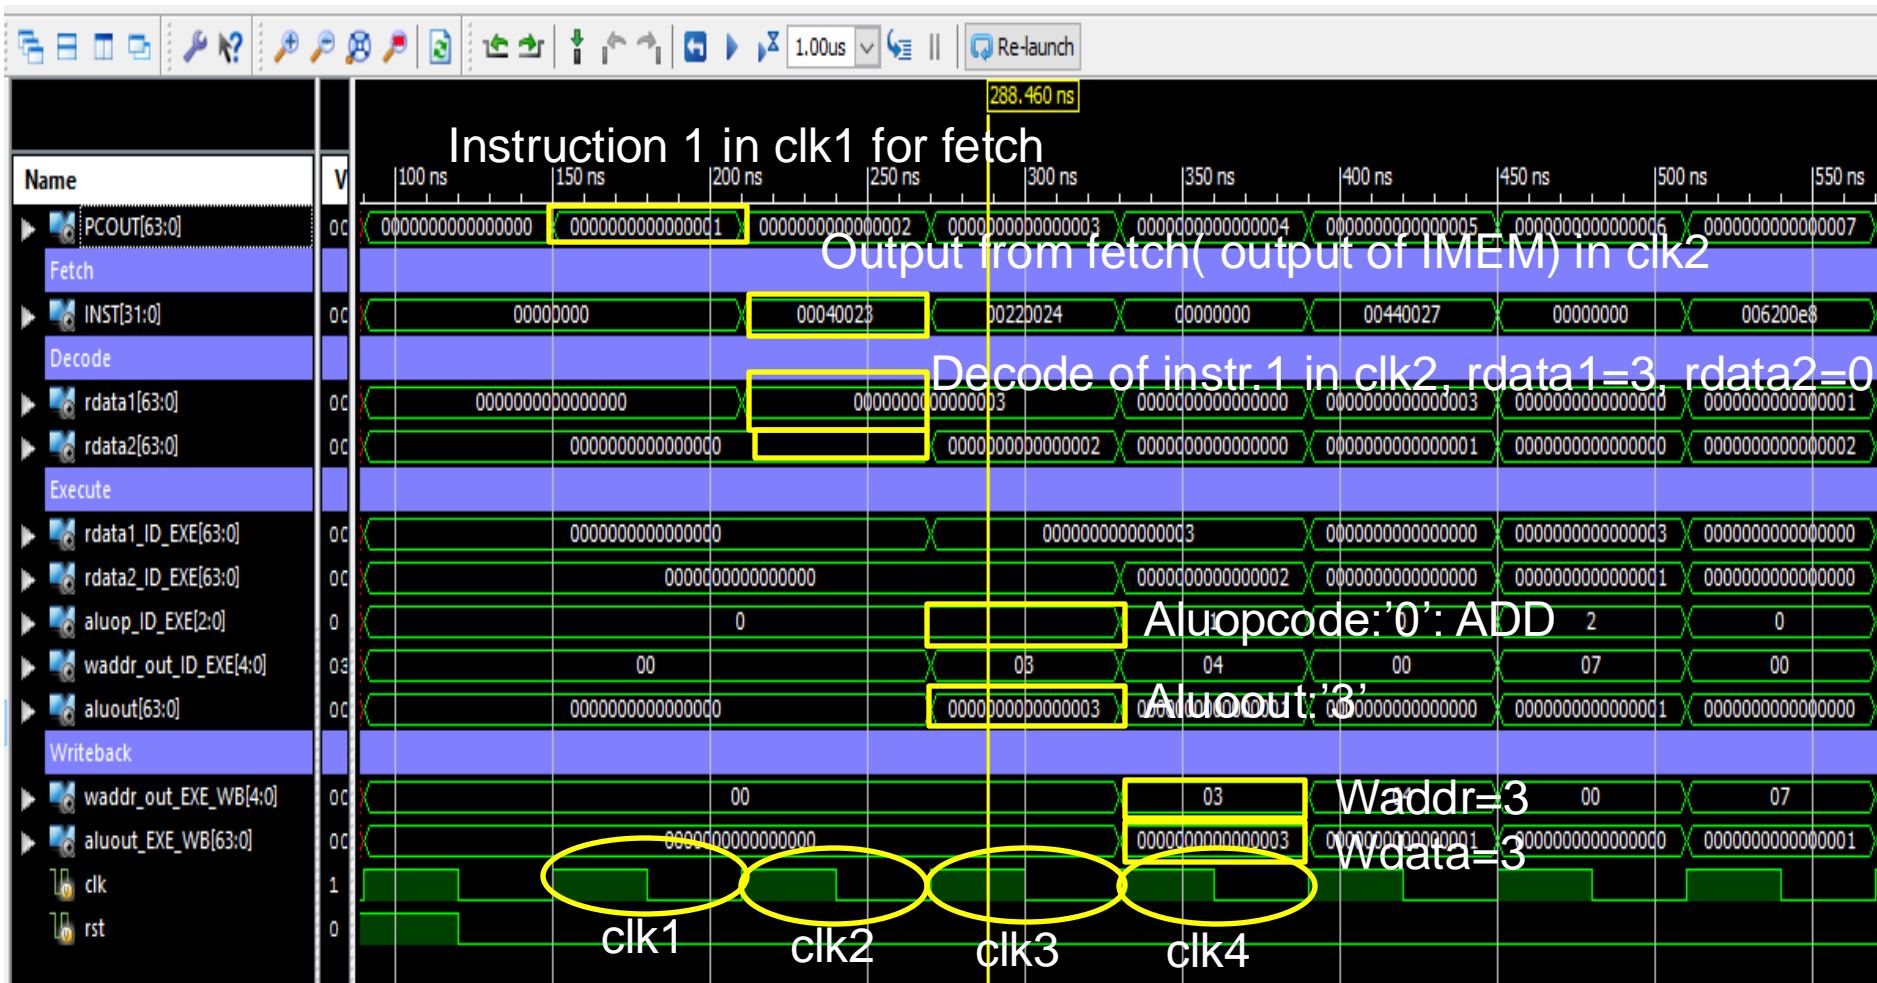 1.00us Re-launch
288.460 ns
Instruction 1 in clk1 for fetch
Name V 100 ns 150 ns 200 ns 250 ns 300 ns 350 ns 400 ns 450 ns 500 ns 550 ns
PCOUT[63:0] 0000000000000000 0000000000000001 0000000000000002 0000000000000003 0000000000000004 0000000000000005 0000000000000006 0000000000000007
Output from fetch( output of IMEM) in clk2
Fetch
INST[31:0] 00000000 00040023 00220024 00000000 00440027 00000000 006200e8
Decode
Decode of instr.1 in clk2, rdata1=3, rdata2=0
rdata1[63:0] 0000000000000000 0000000000000003 0000000000000000 0000000000000003 0000000000000000 0000000000000001
rdata2[63:0] 0000000000000000 0000000000000002 0000000000000000 0000000000000001 0000000000000000 0000000000000002
Execute
rdata1_ID_EXE[63:0] 0000000000000000 0000000000000003 0000000000000000 0000000000000003 0000000000000000
rdata2_ID_EXE[63:0] 0000000000000000 0000000000000002 0000000000000000 0000000000000001 0000000000000000
aluop_ID_EXE[2:0] 0 0 1 0 2 0
Aluopcode:’0’: ADD
waddr_out_ID_EXE[4:0] 03 00 03 04 00 07 00
aluout[63:0] 0000000000000000 0000000000000003 0000000000000001 0000000000000000 0000000000000001 0000000000000000
Aluoout:’3’
Writeback
waddr_out_EXE_WB[4:0] 00 03 04 00 07
Waddr=3
aluout_EXE_WB[63:0] 0000000000000000 0000000000000003 0000000000000001 0000000000000000 0000000000000001
Wdata=3
clk 1
rst 0
clk1 clk2 clk3 clk4